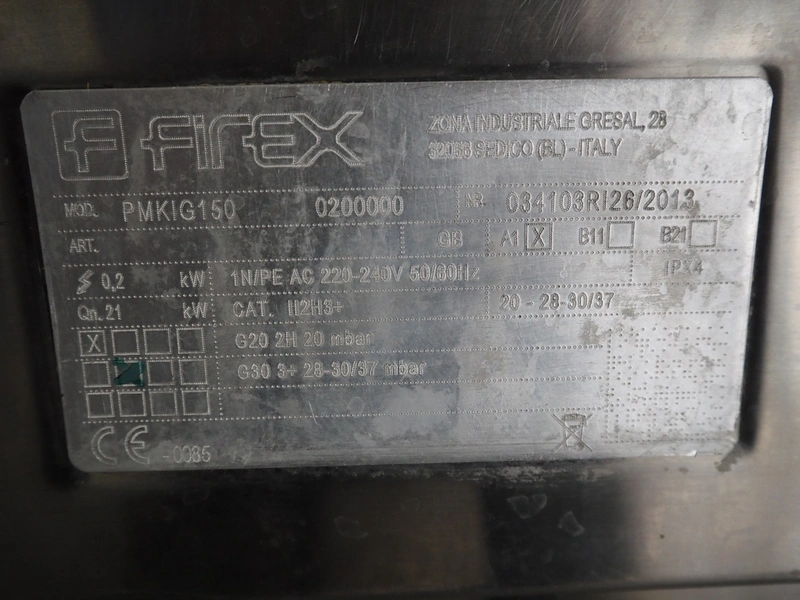 F FIREX
ZONA INDUSTRIALE GRESAL, 28
32036 SEDICO (BL) - ITALY
MOD. PMKIG150 0200000 NR. 034103RI26/2013
ART. GB A1 X B11 B21
0,2 kW 1N/PE AC 220-240V 50/60Hz IPX4
Qn. 21 kW CAT. II2H3+ 20 - 28-30/37
X G20 2H 20 mbar
G30 3+ 28-30/37 mbar
CE -0085